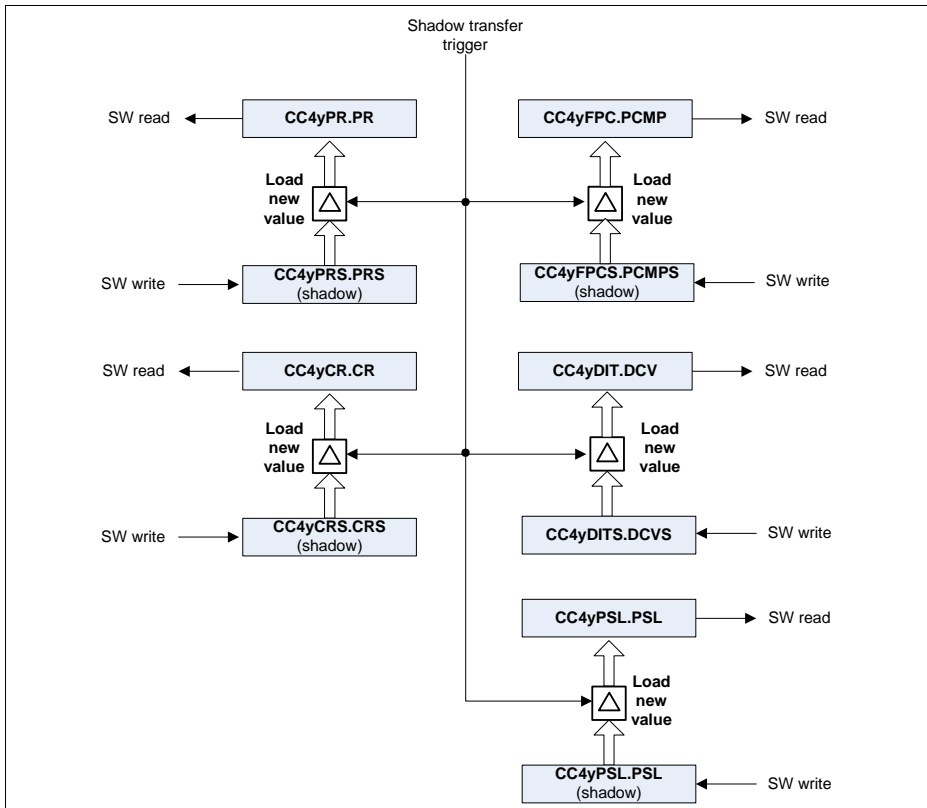 Shadow transfer
trigger
SW read
CC4yPR.PR
CC4yFPC.PCMP
SW read
Load
new
value
Load
new
value
SW write
CC4yPRS.PRS
(shadow)
CC4yFPCS.PCMPS
(shadow)
SW write
SW read
CC4yCR.CR
CC4yDIT.DCV
SW read
Load
new
value
Load
new
value
SW write
CC4yCRS.CRS
(shadow)
CC4yDITS.DCVS
SW write
CC4yPSL.PSL
SW read
Load
new
value
CC4yPSL.PSL
(shadow)
SW write